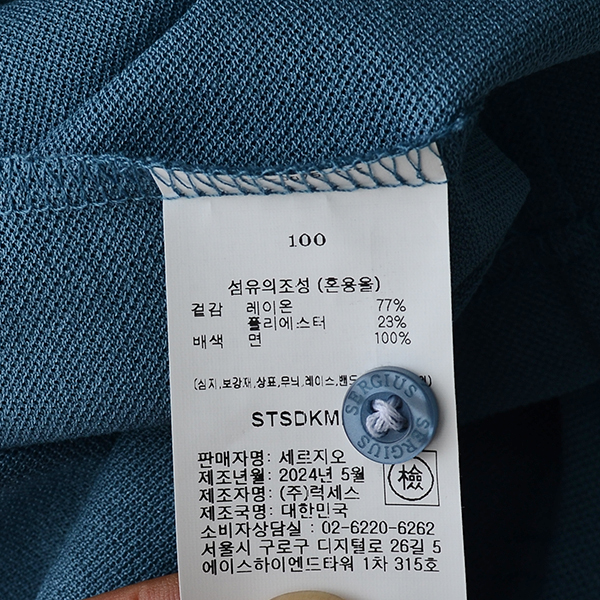 100
섬유의조성 (혼용율)
겉감 레이온 77%
폴리에스터 23%
배색 면 100%
(심지,보강재,상표,무늬,레이스,밴드
STSDKM
SERGIUS SERGIUS
판매자명: 세르지오
제조년월: 2024년 5월
檢
제조자명: (주)럭세스
제조국명: 대한민국
소비자상담실 : 02-6220-6262
서울시 구로구 디지털로 26길 5
에이스하이엔드타워 1차 315호